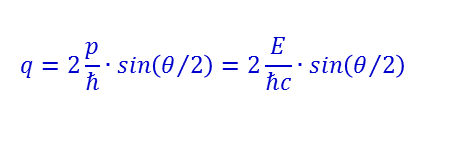 q = 2 p/ħ · sin(θ/2) = 2 E/ħc · sin(θ/2)